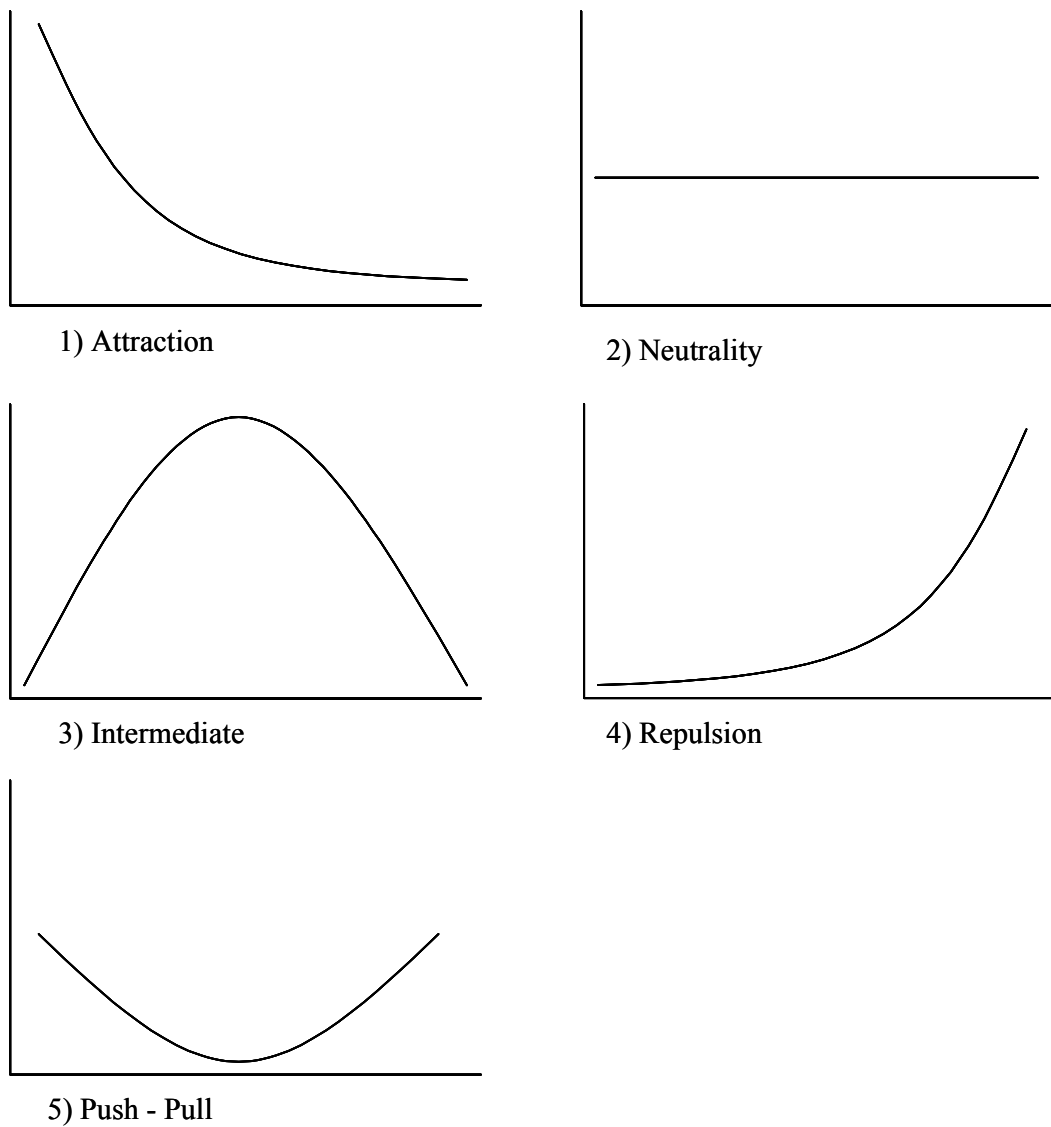 1) Attraction
2) Neutrality
3) Intermediate
4) Repulsion
5) Push - Pull